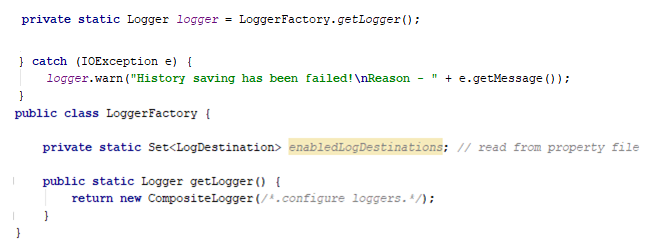 private static Logger logger = LoggerFactory.getLogger();
} catch (IOException e) {
logger.warn("History saving has been failed!\nReason - " + e.getMessage());
}
public class LoggerFactory {
private static Set<LogDestination> enabledLogDestinations; // read from property file
public static Logger getLogger() {
return new CompositeLogger(/*.configure loggers.*/);
}
}